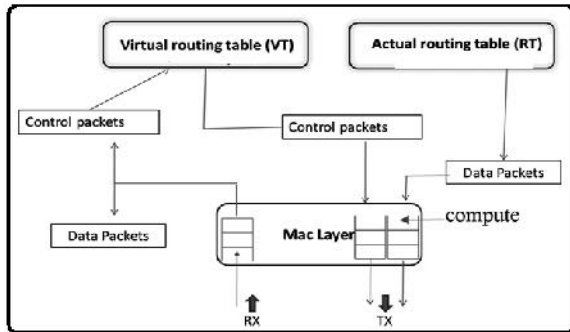 Virtual routing table (VT)
Actual routing table (RT)
Control packets
Control packets
Data Packets
Data Packets
Mac Layer
compute
RX
TX